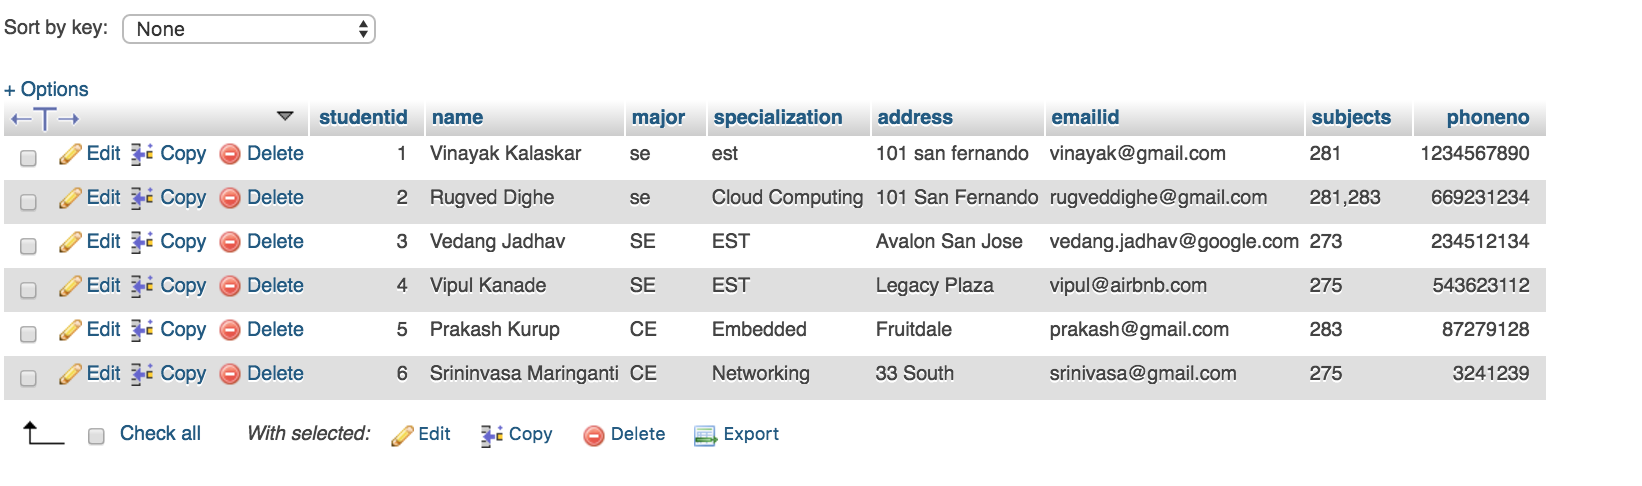 Sort by key: None
+ Options
←T→ studentid name major specialization address emailid subjects phoneno
Edit Copy Delete 1 Vinayak Kalaskar se est 101 san fernando vinayak@gmail.com 281 1234567890
Edit Copy Delete 2 Rugved Dighe se Cloud Computing 101 San Fernando rugveddighe@gmail.com 281,283 669231234
Edit Copy Delete 3 Vedang Jadhav SE EST Avalon San Jose vedang.jadhav@google.com 273 234512134
Edit Copy Delete 4 Vipul Kanade SE EST Legacy Plaza vipul@airbnb.com 275 543623112
Edit Copy Delete 5 Prakash Kurup CE Embedded Fruitdale prakash@gmail.com 283 87279128
Edit Copy Delete 6 Srininvasa Maringanti CE Networking 33 South srinivasa@gmail.com 275 3241239
Check all With selected: Edit Copy Delete Export